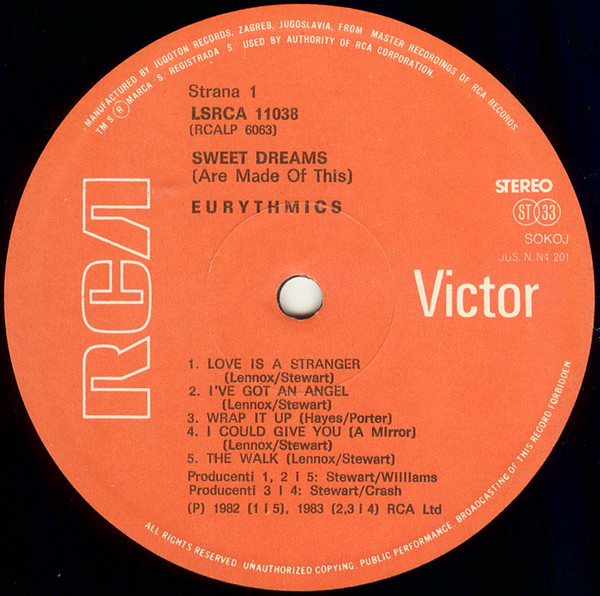 MANUFACTURED BY JUGOTON RECORDS, ZAGREB, JUGOSLAVIA, FROM MASTER RECORDINGS OF RCA RECORDS.
TM S ® MARCA S REGISTRADA S USED BY AUTHORITY OF RCA CORPORATION.
Strana 1
LSRCA 11038
(RCALP 6063)
SWEET DREAMS
(Are Made Of This)
EURYTHMICS
STEREO
ST 33
SOKOJ
JUS. N. N4 201
RCA
Victor
1. LOVE IS A STRANGER
(Lennox/Stewart)
2. I'VE GOT AN ANGEL
(Lennox/Stewart)
3. WRAP IT UP (Hayes/Porter)
4. I COULD GIVE YOU (A Mirror)
(Lennox/Stewart)
5. THE WALK (Lennox/Stewart)
Producenti 1, 2 i 5: Stewart/Williams
Producenti 3 i 4: Stewart/Crash
(P) 1982 (1 i 5), 1983 (2,3 i 4) RCA Ltd
ALL RIGHTS RESERVED. UNAUTHORIZED COPYING, PUBLIC PERFORMANCE, BROADCASTING OF THIS RECORD FORBIDDEN